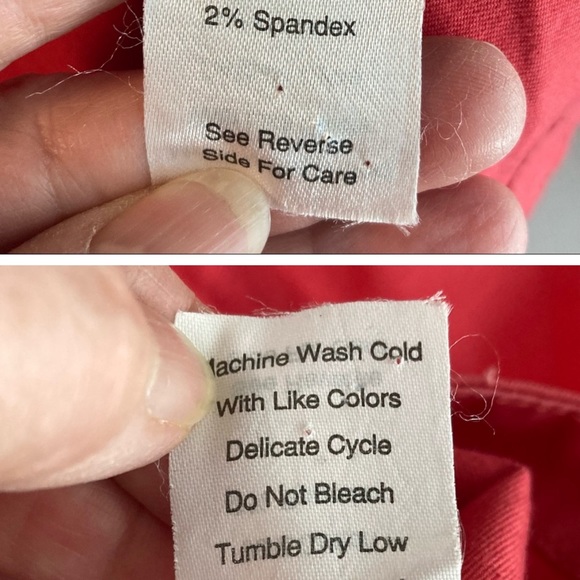 2% Spandex
See Reverse
Side For Care
Machine Wash Cold
With Like Colors
Delicate Cycle
Do Not Bleach
Tumble Dry Low